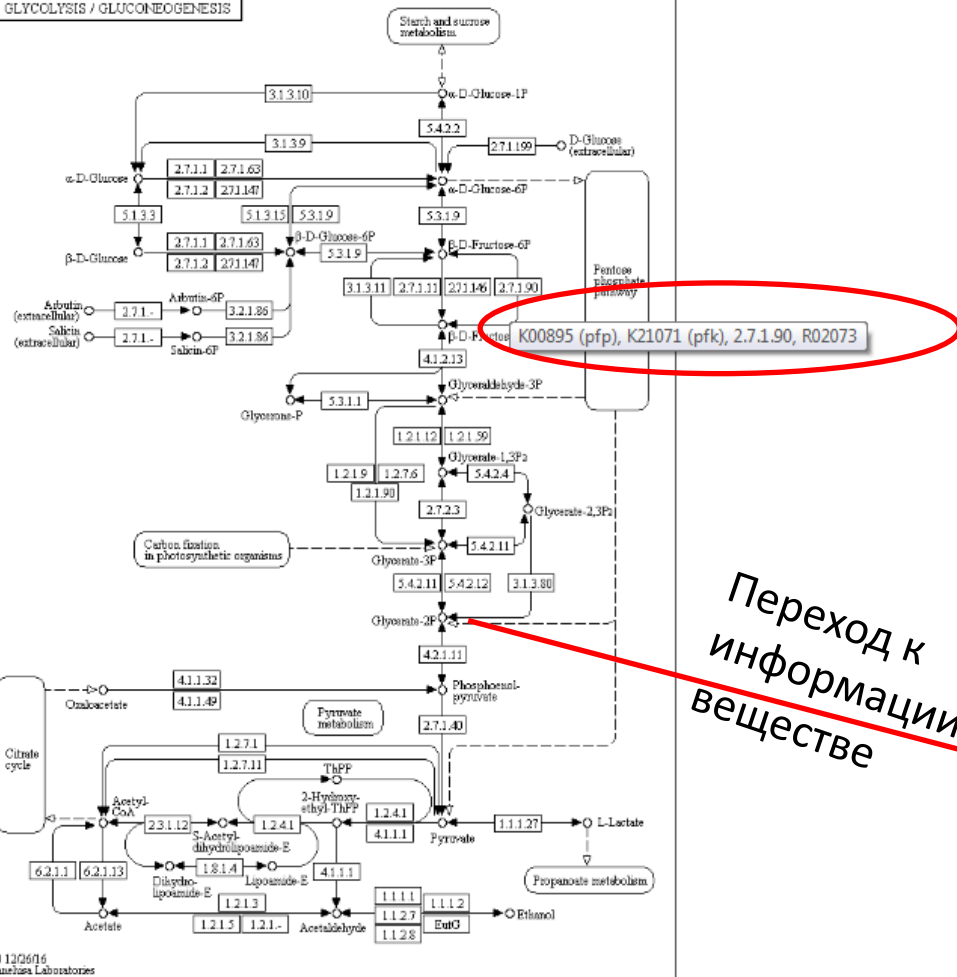 GLYCOLYSIS / GLUCONEOGENESIS
Starch and sucrose
metabolism
3.1.3.10
α-D-Glucose-1P
5.4.2.2
3.1.3.9
2.7.1.199
D-Glucose
(extracellular)
α-D-Glucose
2.7.1.1
2.7.1.63
2.7.1.2
2.7.1.147
α-D-Glucose-6P
5.1.3.3
5.1.3.15
5.3.1.9
5.3.1.9
β-D-Glucose
2.7.1.1
2.7.1.63
2.7.1.2
2.7.1.147
β-D-Glucose-6P
5.3.1.9
β-D-Fructose-6P
Pentose
phosphate
pathway
3.1.3.11
2.7.1.11
2.7.1.146
2.7.1.90
Arbutin
(extracellular)
2.7.1.-
Arbutin-6P
3.2.1.86
Salicin
(extracellular)
2.7.1.-
Salicin-6P
3.2.1.86
K00895 (pfp), K21071 (pfk), 2.7.1.90, R02073
4.1.2.13
Glyceraldehyde-3P
5.3.1.1
Glycerone-P
1.2.1.12
1.2.1.59
Glycerate-1,3P2
1.2.1.9
1.2.7.6
5.4.2.4
1.2.1.90
2.7.2.3
Glycerate-2,3P2
Carbon fixation
in photosynthetic organisms
5.4.2.11
Glycerate-3P
5.4.2.11
5.4.2.12
3.1.3.80
Glycerate-2P
4.2.1.11
Переход к
информации
веществе
4.1.1.32
4.1.1.49
Oxaloacetate
Phosphoenol-
pyruvate
Pyruvate
metabolism
2.7.1.40
Citrate
cycle
1.2.7.1
1.2.7.11
ThPP
Acetyl-
CoA
2-Hydroxy-
ethyl-ThPP
2.3.1.12
1.2.4.1
1.2.4.1
4.1.1.1
1.1.1.27
L-Lactate
S-Acetyl-
dihydrolipoamide-E
Pyruvate
6.2.1.1
6.2.1.13
1.8.1.4
4.1.1.1
Dihydro-
lipoamide-E
Lipoamide-E
Propanoate metabolism
1.2.1.3
1.1.1.1
1.1.1.2
Acetate
1.2.1.5
1.2.1.-
Acetaldehyde
1.1.2.7
EutG
1.1.2.8
Ethanol
12/26/16
Laboratories